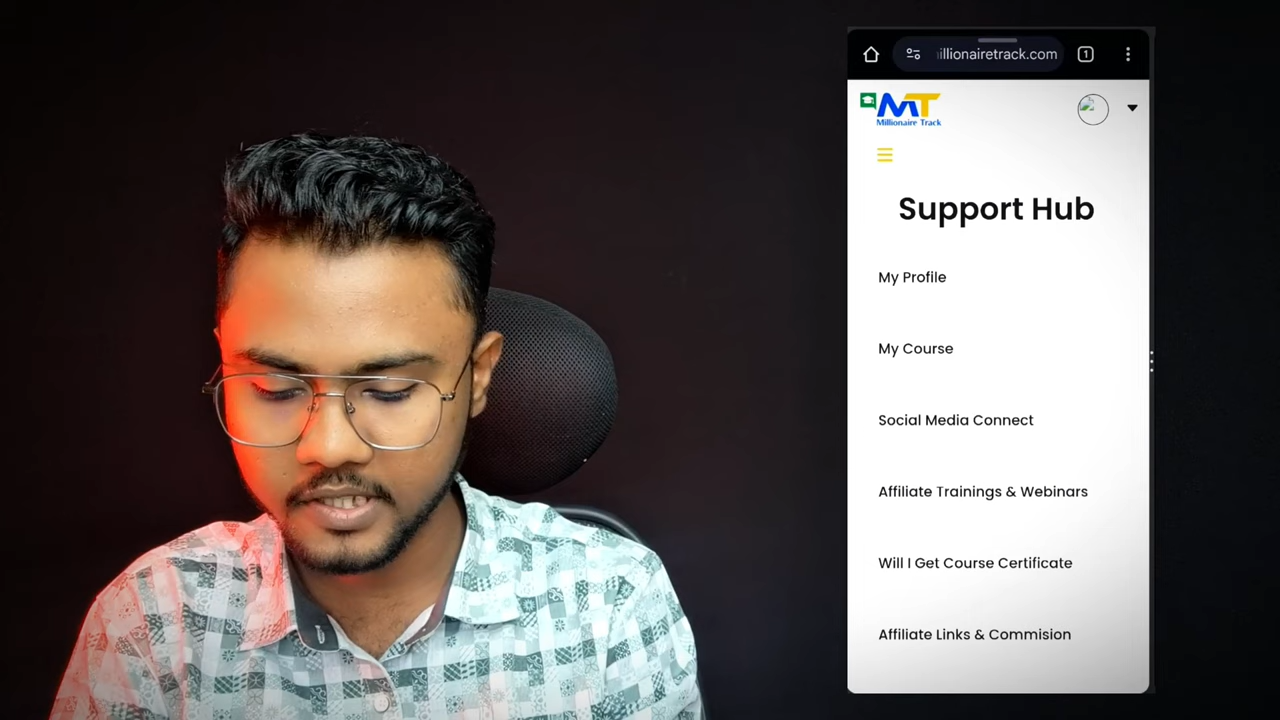 illionairetrack.com
1
MT
Millionaire Track
Support Hub
My Profile
My Course
Social Media Connect
Affiliate Trainings & Webinars
Will I Get Course Certificate
Affiliate Links & Commision